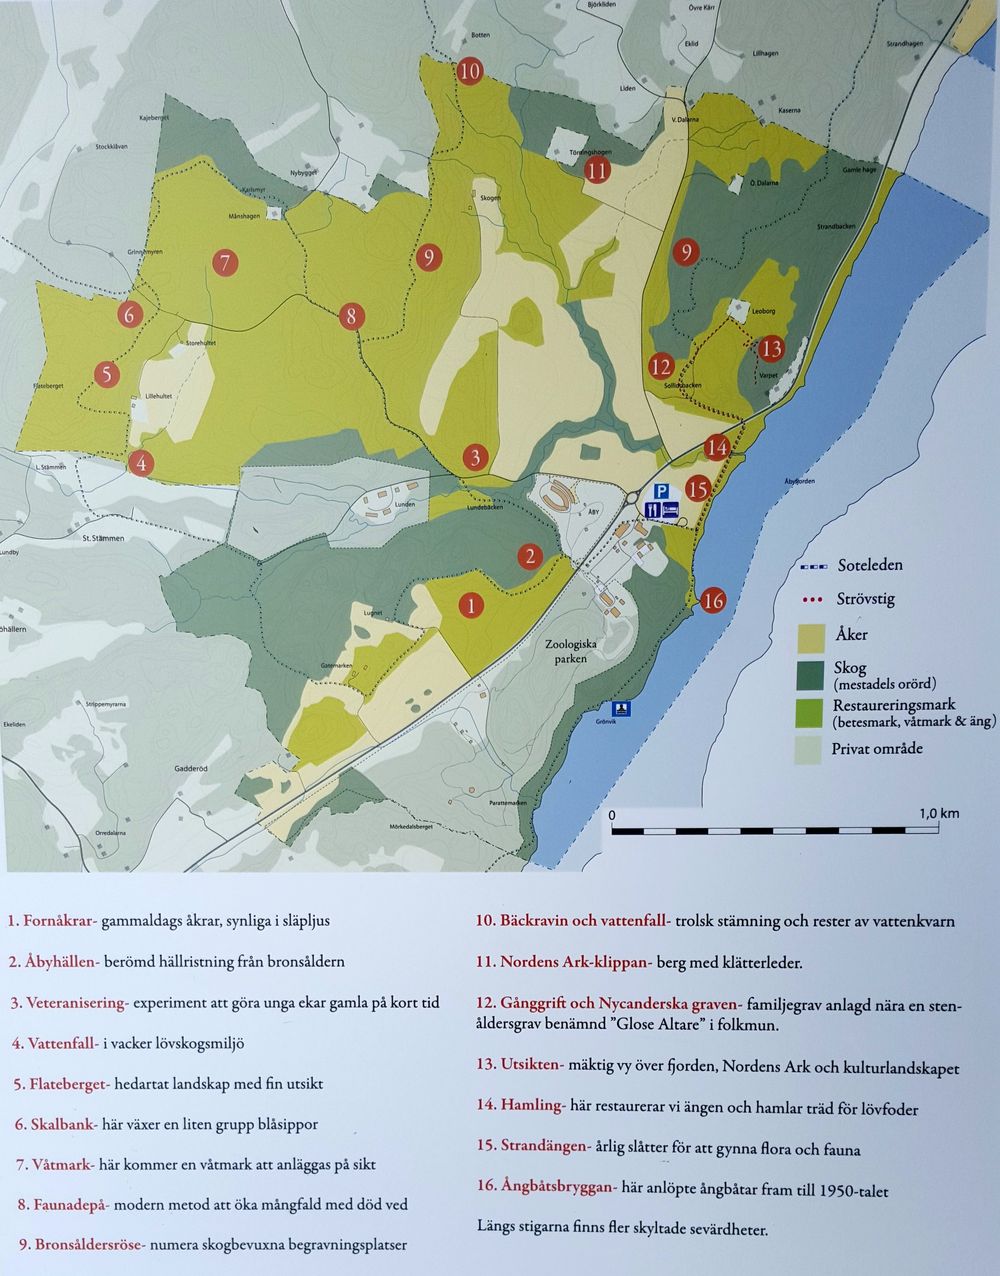 Björkliden
Övre Kärr
Botten
Eklid
Lillhagen
Strandhagen
10
Liden
Kaserna
Kajeberget
V. Dalarna
Stockklåvan
Törningshogen
Gamle hage
11
Nybygget
Ö. Dalarna
Karlsmyr
Skogen
Månshagen
Strandbacken
Grinnemyren
9
9
7
6
8
Leoborg
Storehultet
13
12
5
Varpet
Flateberget
Sollidsbacken
Lillehultet
14
3
4
L. Stämmen
Åbyfjorden
P
15
Lunden
Lundebäcken
ÅBY
St. Stämmen
Lundby
2
Soteleden
1
16
Strövstig
Lugnet
Åker
Zoologiska
parken
Gatemarken
Skog
(mestadels orörd)
Strippemyrarna
Restaureringsmark
(betesmark, våtmark & äng)
Ekeliden
Grönvik
Privat område
Gadderöd
Parattemarken
0 1,0 km
Orredalarna
Mörkedalsberget
1. Fornåkrar- gammaldags åkrar, synliga i släpljus
2. Åbyhällen- berömd hällristning från bronsåldern
3. Veteranisering- experiment att göra unga ekar gamla på kort tid
4. Vattenfall- i vacker lövskogsmiljö
5. Flateberget- hedartat landskap med fin utsikt
6. Skalbank- här växer en liten grupp blåsippor
7. Våtmark- här kommer en våtmark att anläggas på sikt
8. Faunadepå- modern metod att öka mångfald med död ved
9. Bronsåldersröse- numera skogbevuxna begravningsplatser
10. Bäckravin och vattenfall- trolsk stämning och rester av vattenkvarn
11. Nordens Ark-klippan- berg med klätterleder.
12. Gånggrift och Nycanderska graven- familjegrav anlagd nära en sten-
åldersgrav benämnd ”Glose Altare” i folkmun.
13. Utsikten- mäktig vy över fjorden, Nordens Ark och kulturlandskapet
14. Hamling- här restaurerar vi ängen och hamlar träd för lövfoder
15. Strandängen- årlig slåtter för att gynna flora och fauna
16. Ångbåtsbryggan- här anlöpte ångbåtar fram till 1950-talet
Längs stigarna finns fler skyltade sevärdheter.